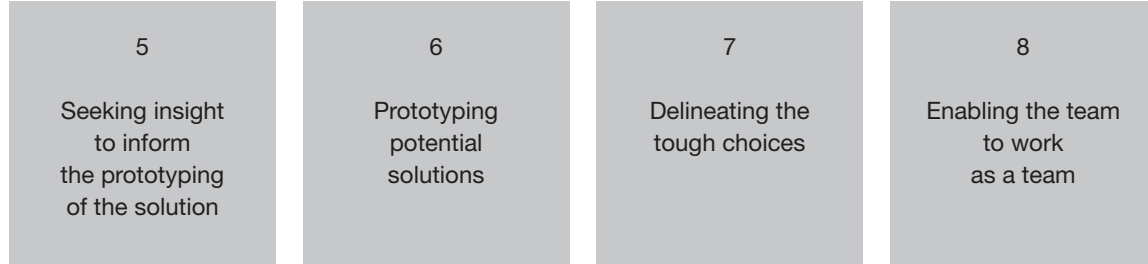 5
Seeking insight
to inform
the prototyping
of the solution
6
Prototyping
potential
solutions
7
Delineating the
tough choices
8
Enabling the team
to work
as a team